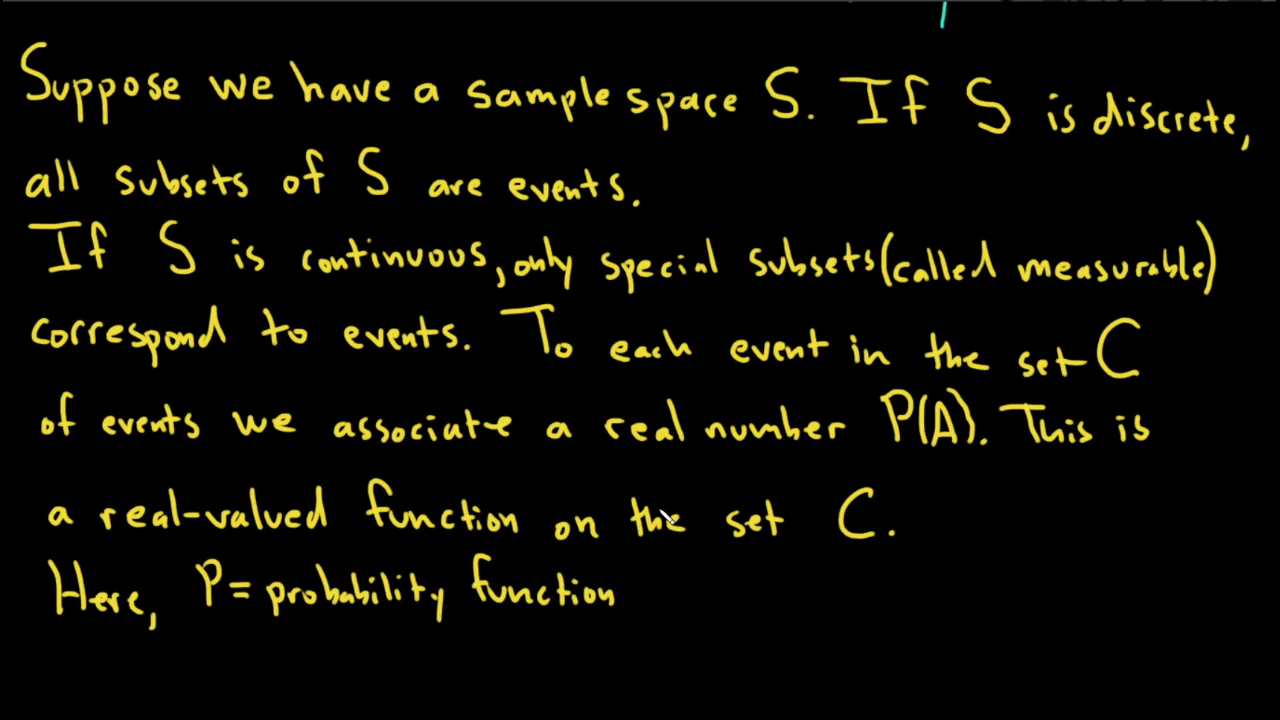 Suppose we have a sample space S. If S is discrete,
all subsets of S are events.
If S is continuous, only special subsets (called measurable)
correspond to events. To each event in the set C
of events we associate a real number P(A). This is
a real-valued function on the set C.
Here, P = probability function